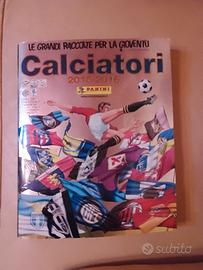 LE GRANDI RACCOLTE PER LA GIOVENTÙ
Calciatori
2015-2016
PANINI
subito